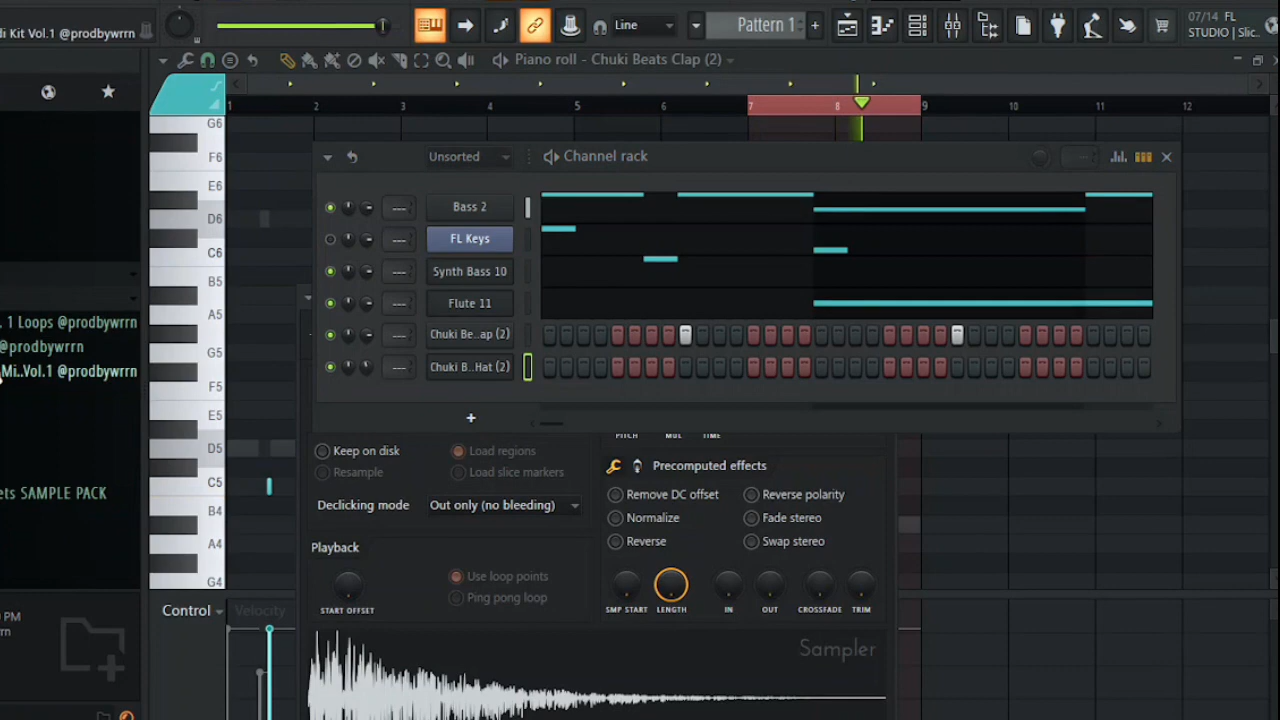 di Kit Vol.1 @prodbywrrn
Line
Pattern 1
07/14 FL
STUDIO | Slic..
Piano roll - Chuki Beats Clap (2)
1 2 3 4 5 6 7 8 9 10 11 12
G6
F6
E6
D6
C6
B5
A5
G5
F5
E5
D5
C5
B4
A4
G4
Unsorted
Channel rack
Bass 2
FL Keys
Synth Bass 10
Flute 11
Chuki Be..ap (2)
Chuki B..Hat (2)
+
. 1 Loops @prodbywrrn
@prodbywrrn
Mi..Vol.1 @prodbywrrn
ets SAMPLE PACK
PM
rn
PITCH MUL TIME
Keep on disk
Load regions
Resample
Load slice markers
Declicking mode
Out only (no bleeding)
Playback
Use loop points
Ping pong loop
START OFFSET
Precomputed effects
Remove DC offset
Reverse polarity
Normalize
Fade stereo
Reverse
Swap stereo
SMP START LENGTH IN OUT CROSSFADE TRIM
Control
Velocity
Sampler